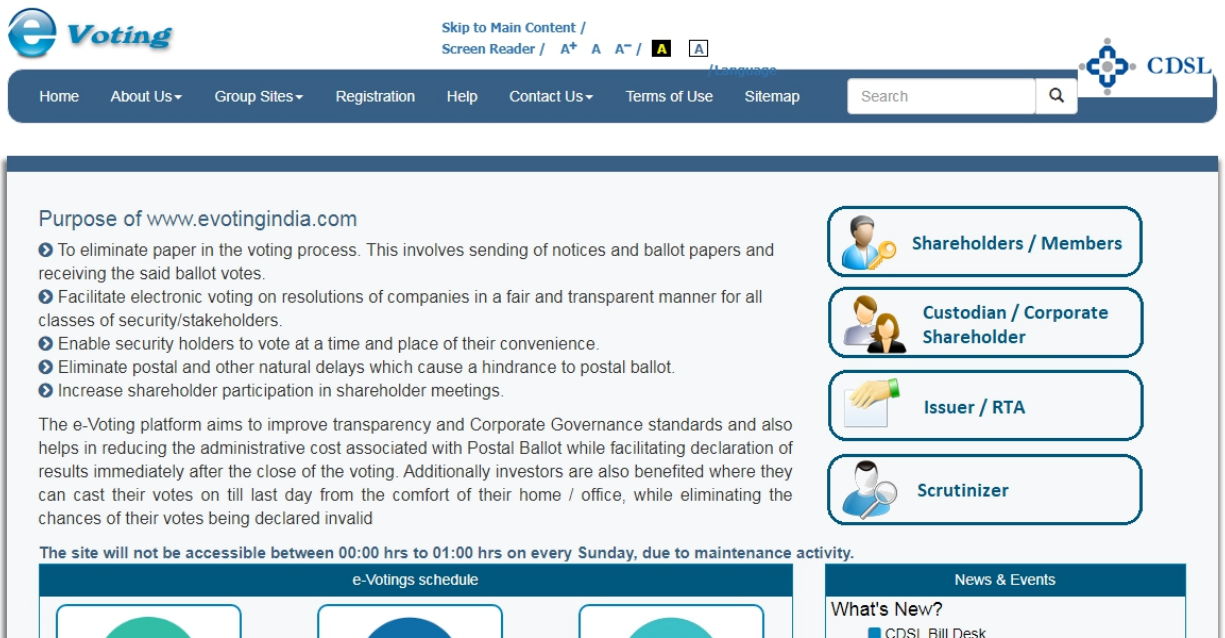 e Voting
Skip to Main Content /
Screen Reader / A+ A A- / A A
/Language
CDSL
Home About Us Group Sites Registration Help Contact Us Terms of Use Sitemap Search
Purpose of www.evotingindia.com
To eliminate paper in the voting process. This involves sending of notices and ballot papers and
receiving the said ballot votes.
Facilitate electronic voting on resolutions of companies in a fair and transparent manner for all
classes of security/stakeholders.
Enable security holders to vote at a time and place of their convenience.
Eliminate postal and other natural delays which cause a hindrance to postal ballot.
Increase shareholder participation in shareholder meetings.
The e-Voting platform aims to improve transparency and Corporate Governance standards and also
helps in reducing the administrative cost associated with Postal Ballot while facilitating declaration of
results immediately after the close of the voting. Additionally investors are also benefited where they
can cast their votes on till last day from the comfort of their home / office, while eliminating the
chances of their votes being declared invalid
Shareholders / Members
Custodian / Corporate
Shareholder
Issuer / RTA
Scrutinizer
The site will not be accessible between 00:00 hrs to 01:00 hrs on every Sunday, due to maintenance activity.
e-Votings schedule
News & Events
What's New?
CDSL Bill Desk